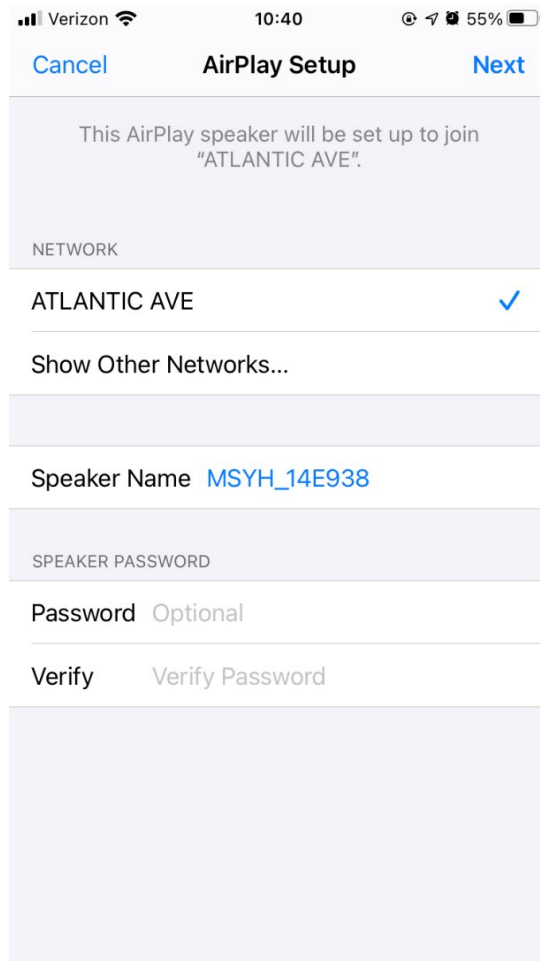 Verizon 10:40 55%
Cancel AirPlay Setup Next
This AirPlay speaker will be set up to join
“ATLANTIC AVE”.
NETWORK
ATLANTIC AVE
Show Other Networks...
Speaker Name MSYH_14E938
SPEAKER PASSWORD
Password Optional
Verify Verify Password